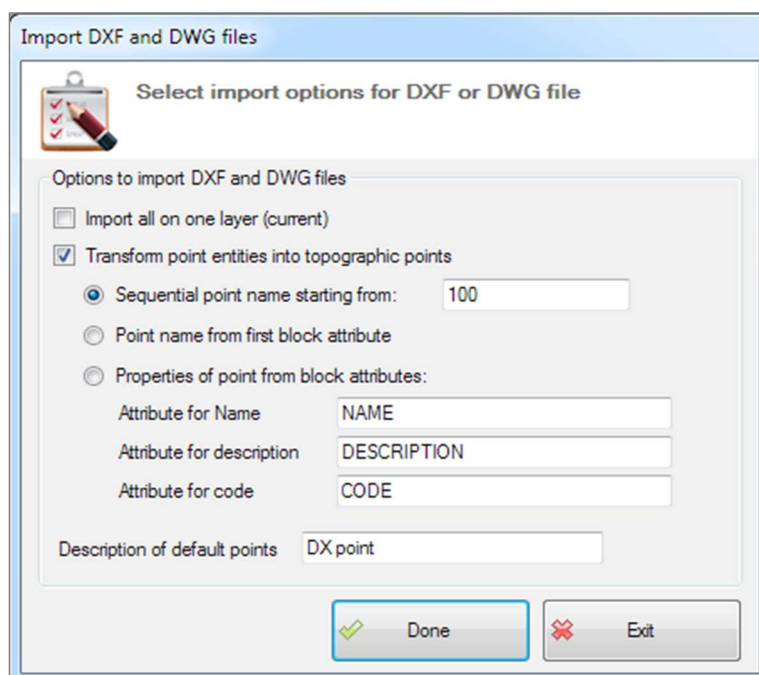 Import DXF and DWG files
Select import options for DXF or DWG file
Options to import DXF and DWG files
Import all on one layer (current)
Transform point entities into topographic points
Sequential point name starting from: 100
Point name from first block attribute
Properties of point from block attributes:
Attribute for Name NAME
Attribute for description DESCRIPTION
Attribute for code CODE
Description of default points DX point
Done Exit